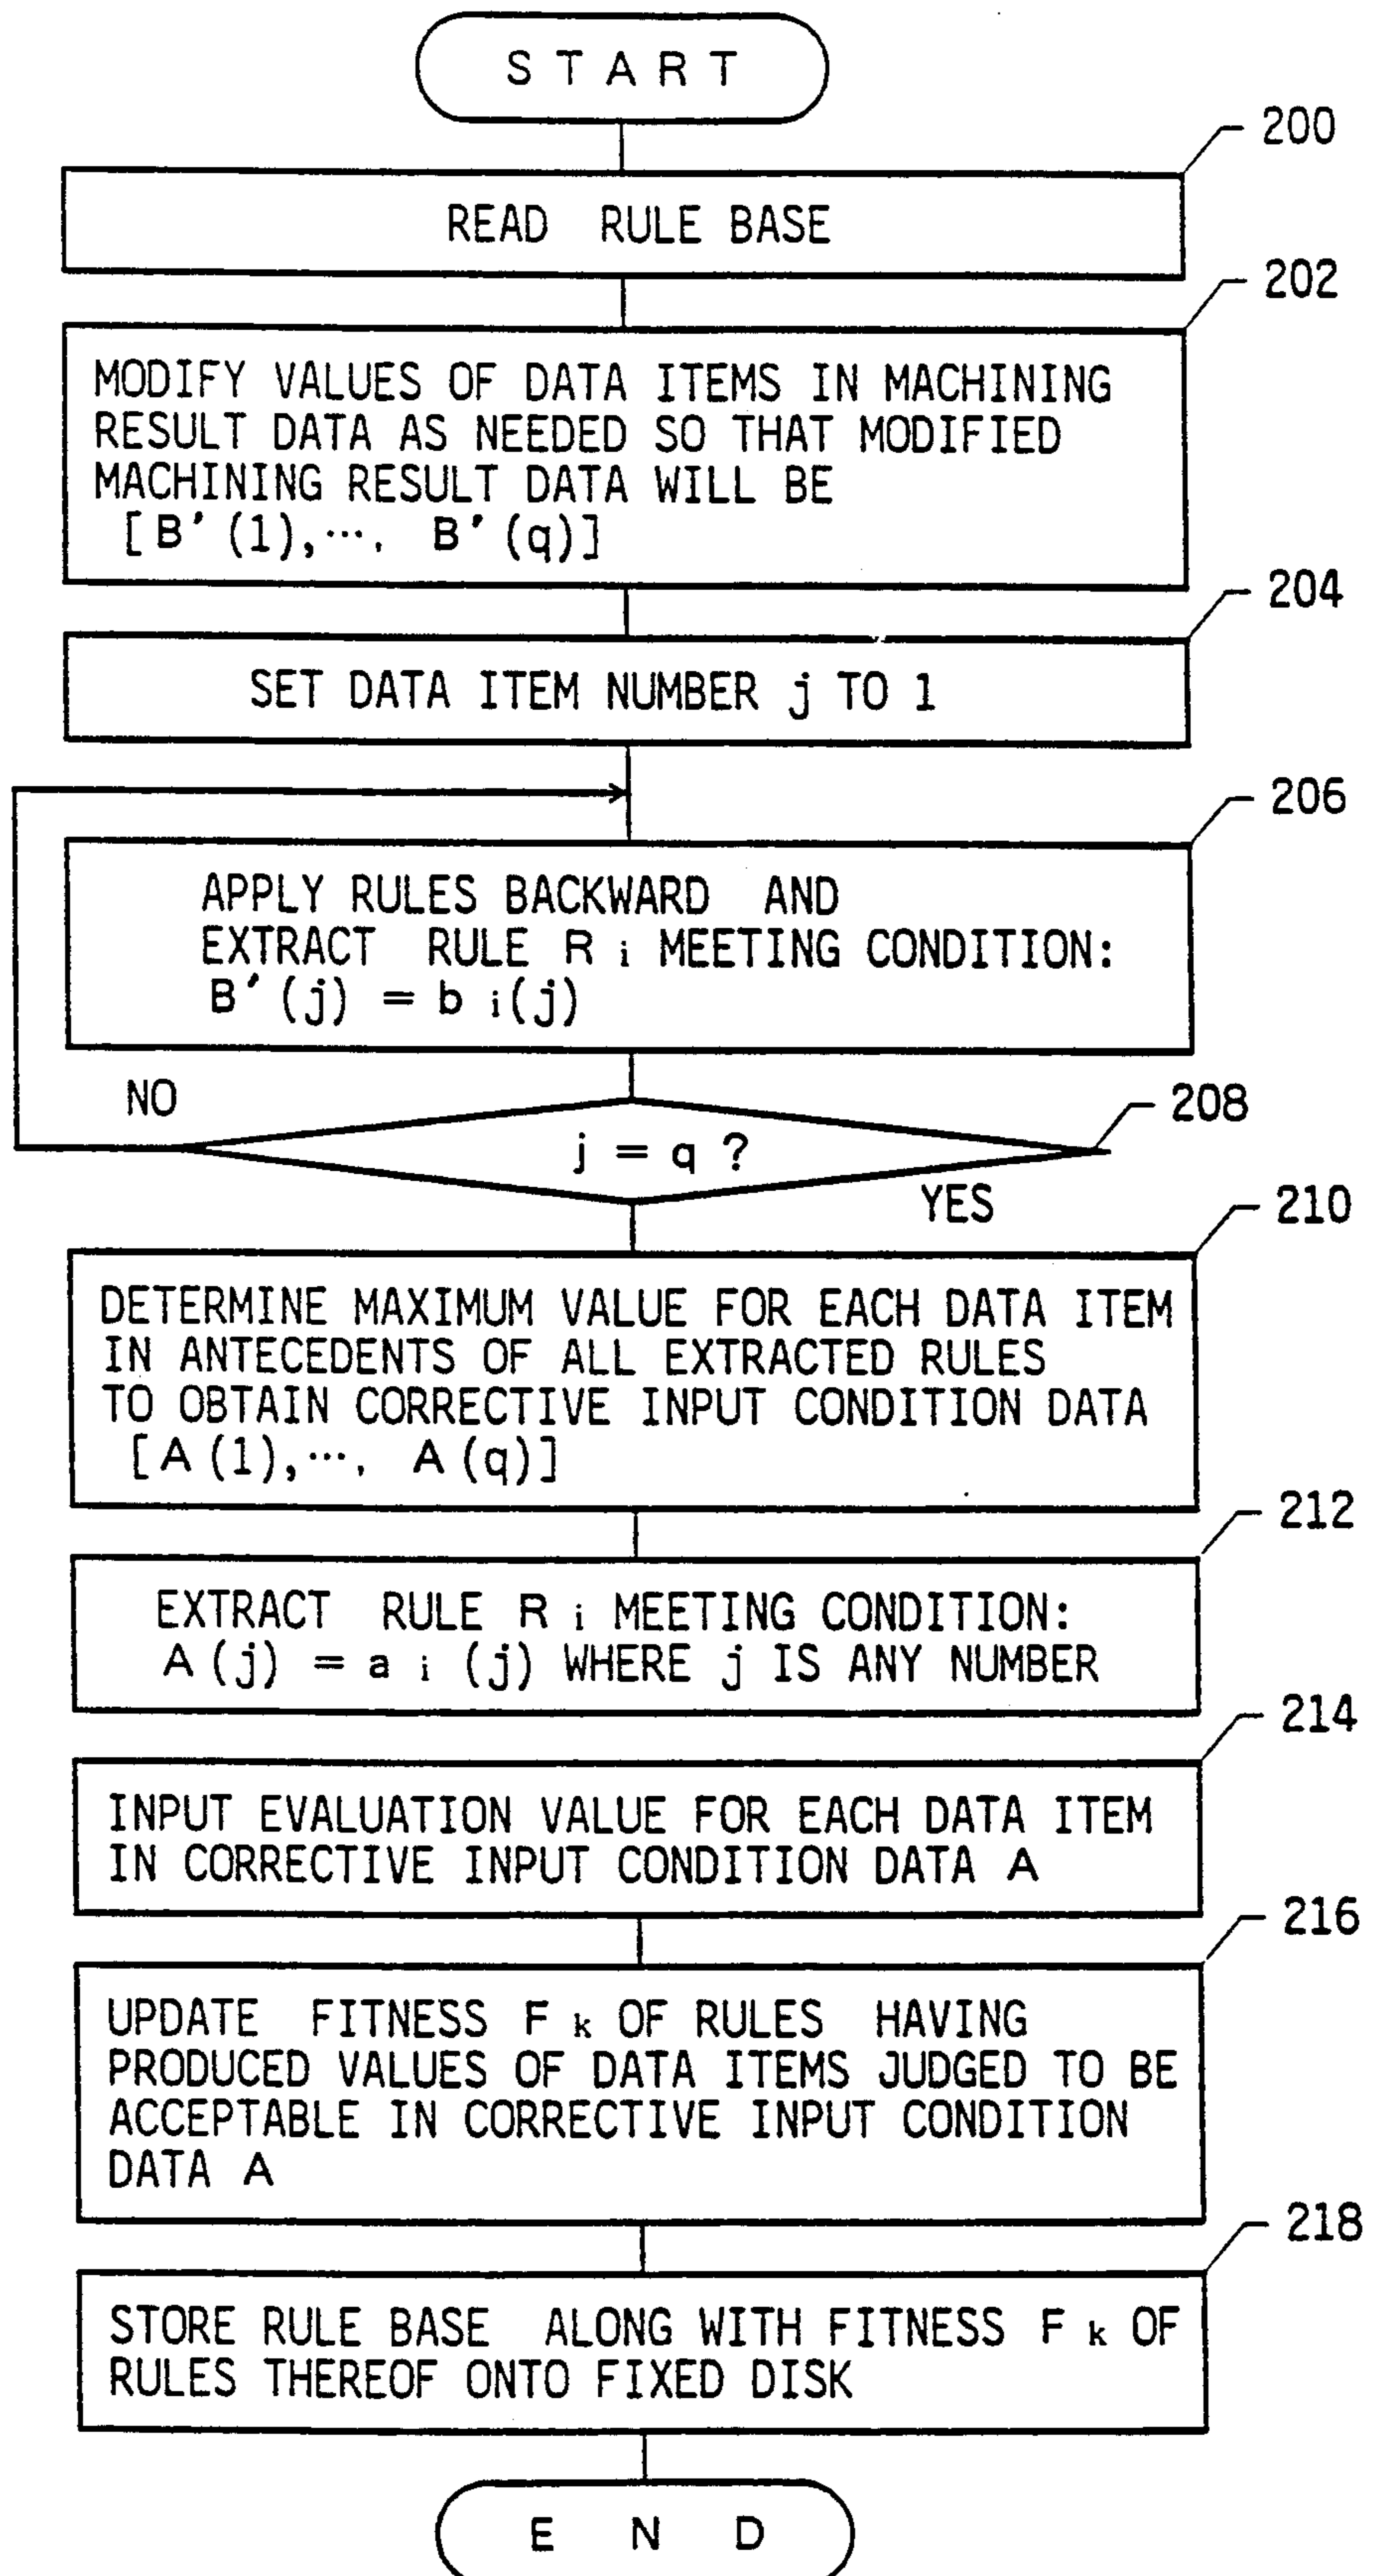 START
200
READ RULE BASE
202
MODIFY VALUES OF DATA ITEMS IN MACHINING
RESULT DATA AS NEEDED SO THAT MODIFIED
MACHINING RESULT DATA WILL BE
[B'(1),…, B'(q)]
204
SET DATA ITEM NUMBER j TO 1
206
APPLY RULES BACKWARD AND
EXTRACT RULE R i MEETING CONDITION:
B'(j) = b i(j)
NO
208
j = q ?
YES
210
DETERMINE MAXIMUM VALUE FOR EACH DATA ITEM
IN ANTECEDENTS OF ALL EXTRACTED RULES
TO OBTAIN CORRECTIVE INPUT CONDITION DATA
[A(1),…, A(q)]
212
EXTRACT RULE R i MEETING CONDITION:
A(j) = a i (j) WHERE j IS ANY NUMBER
214
INPUT EVALUATION VALUE FOR EACH DATA ITEM
IN CORRECTIVE INPUT CONDITION DATA A
216
UPDATE FITNESS F k OF RULES HAVING
PRODUCED VALUES OF DATA ITEMS JUDGED TO BE
ACCEPTABLE IN CORRECTIVE INPUT CONDITION
DATA A
218
STORE RULE BASE ALONG WITH FITNESS F k OF
RULES THEREOF ONTO FIXED DISK
END